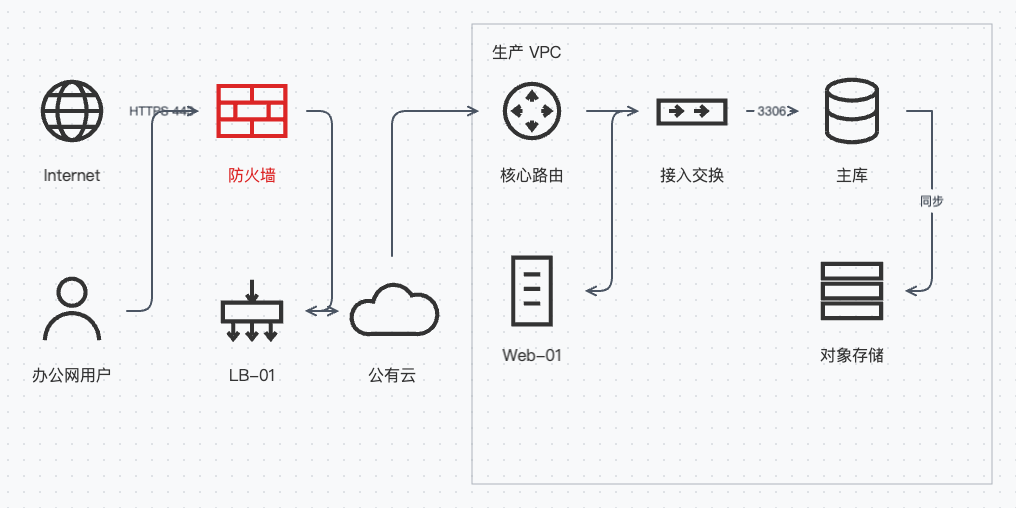 生产 VPC
HTTPS 443
3306
Internet
防火墙
核心路由
接入交换
主库
同步
Web-01
对象存储
办公网用户
LB-01
公有云